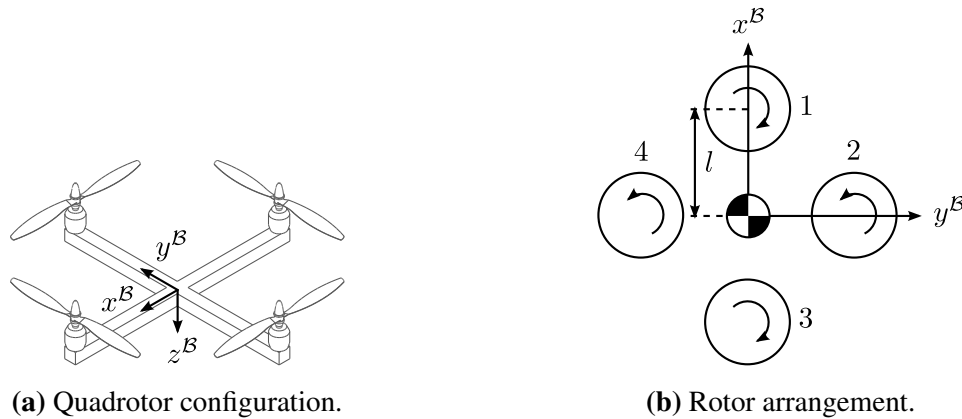 x^B
y^B
x^B
z^B
1
4
2
l
y^B
3
(a) Quadrotor configuration.
(b) Rotor arrangement.